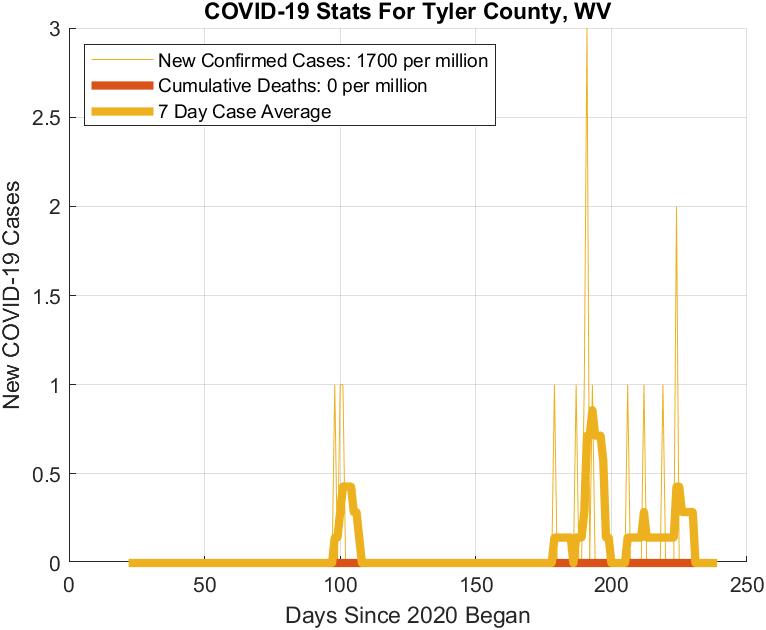 COVID-19 Stats For Tyler County, WV
New Confirmed Cases: 1700 per million
Cumulative Deaths: 0 per million
7 Day Case Average
New COVID-19 Cases
3
2.5
2
1.5
1
0.5
0
0 50 100 150 200 250
Days Since 2020 Began